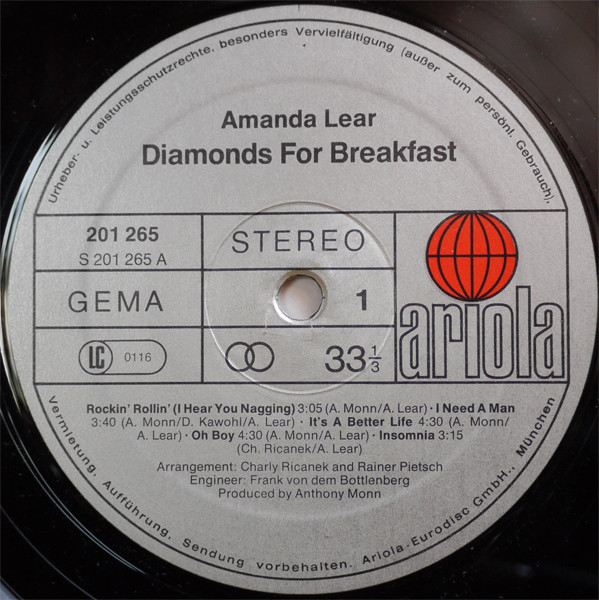 Urheber- u. Leistungsschutzrechte, besonders Vervielfältigung (außer zum persönl. Gebrauch),
Amanda Lear
Diamonds For Breakfast
201 265
S 201 265 A
STEREO
GEMA
1
LC 0116
33 1/3
ariola
Rockin' Rollin' (I Hear You Nagging) 3:05 (A. Monn/A. Lear) · I Need A Man
3:40 (A. Monn/D. Kawohl/A. Lear) · It's A Better Life 4:30 (A. Monn/
A. Lear) · Oh Boy 4:30 (A. Monn/A. Lear) · Insomnia 3:15
(Ch. Ricanek/A. Lear)
Arrangement: Charly Ricanek and Rainer Pietsch
Engineer: Frank von dem Bottlenberg
Produced by Anthony Monn
Vermietung, Aufführung, Sendung vorbehalten. Ariola-Eurodisc GmbH., München